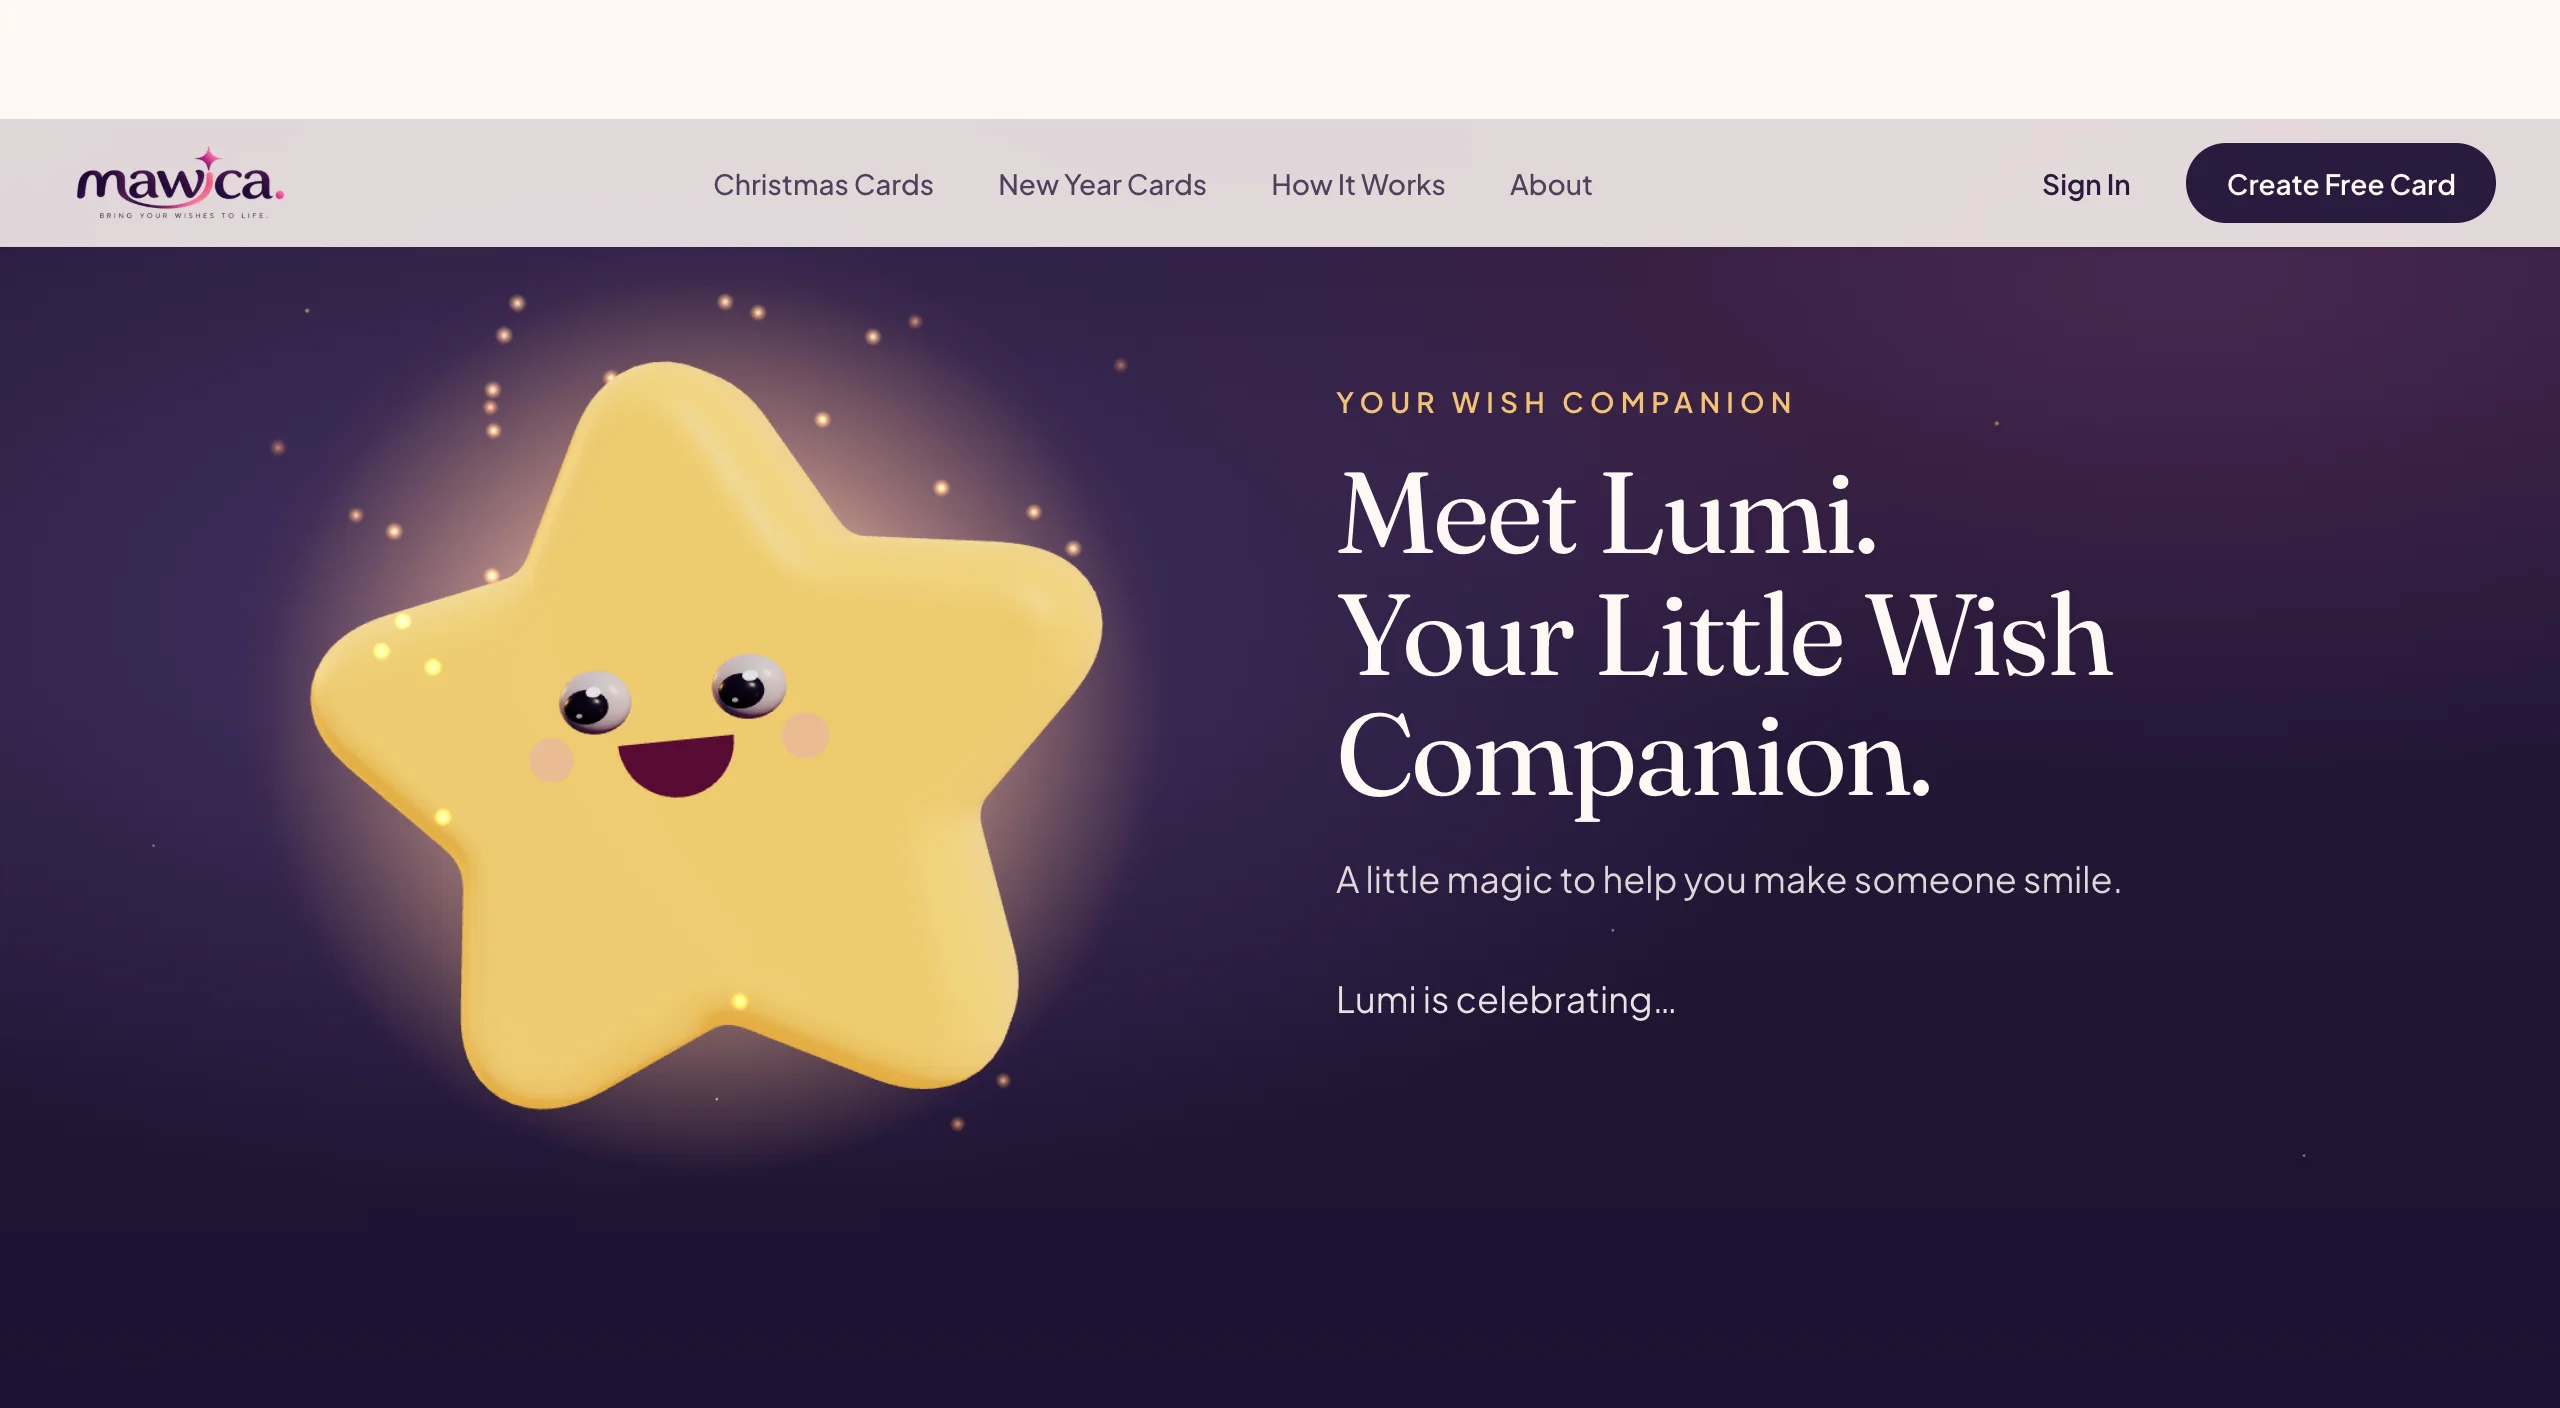 mawica.
BRING YOUR WISHES TO LIFE.
Christmas Cards
New Year Cards
How It Works
About
Sign In
Create Free Card
YOUR WISH COMPANION
Meet Lumi.
Your Little Wish
Companion.
A little magic to help you make someone smile.
Lumi is celebrating...